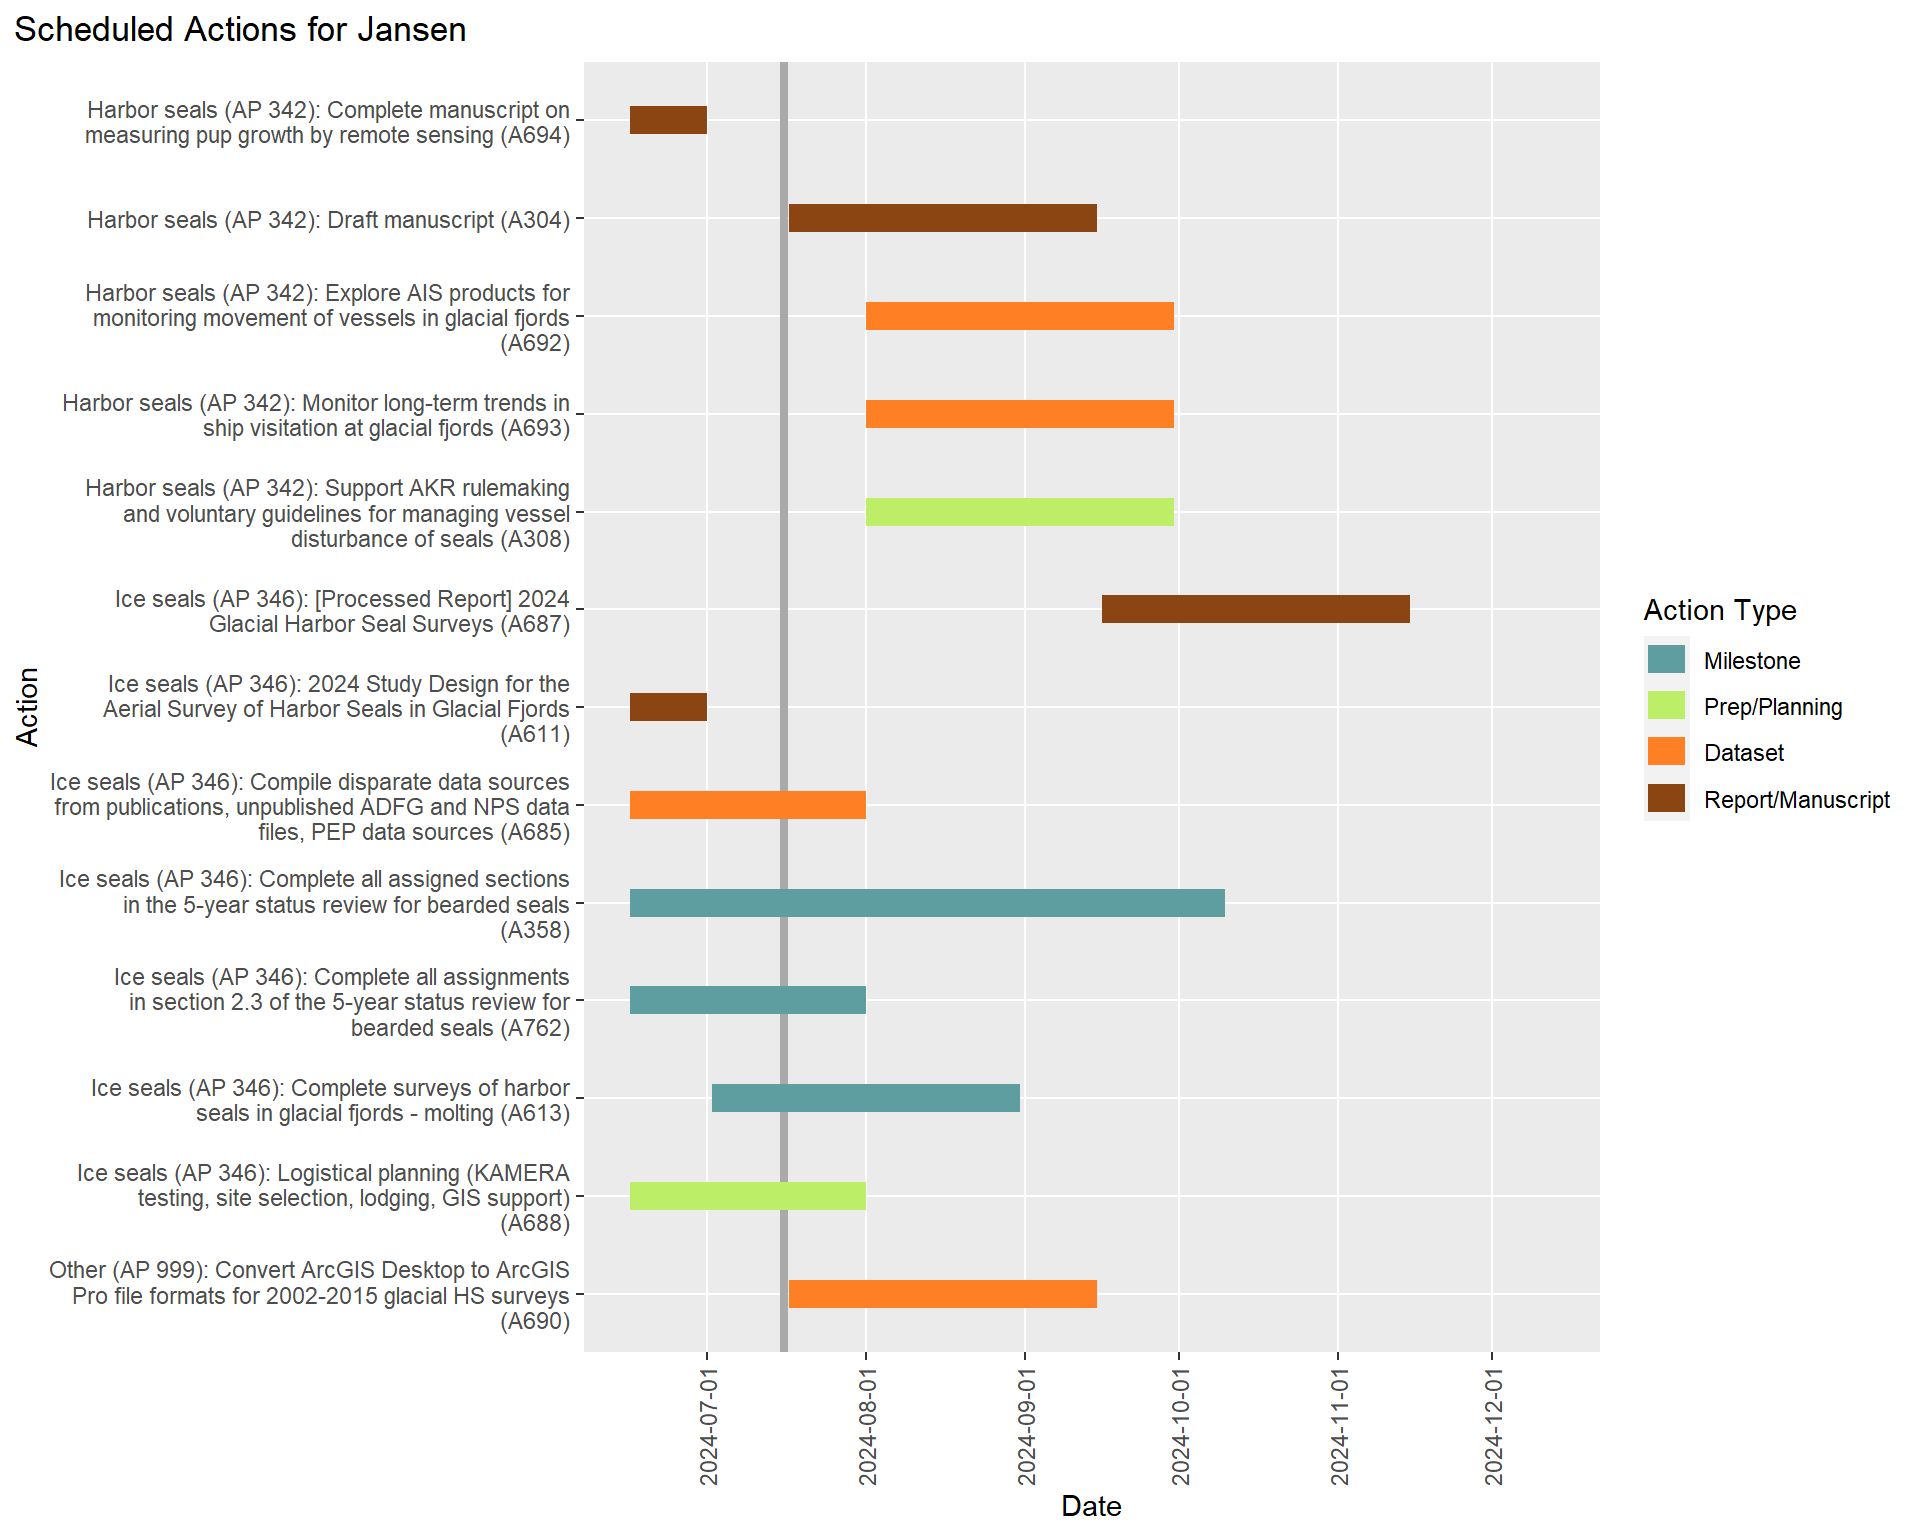 Scheduled Actions for Jansen
Harbor seals (AP 342): Complete manuscript on
measuring pup growth by remote sensing (A694)
Harbor seals (AP 342): Draft manuscript (A304)
Harbor seals (AP 342): Explore AIS products for
monitoring movement of vessels in glacial fjords
(A692)
Harbor seals (AP 342): Monitor long-term trends in
ship visitation at glacial fjords (A693)
Harbor seals (AP 342): Support AKR rulemaking
and voluntary guidelines for managing vessel
disturbance of seals (A308)
Ice seals (AP 346): [Processed Report] 2024
Glacial Harbor Seal Surveys (A687)
Ice seals (AP 346): 2024 Study Design for the
Aerial Survey of Harbor Seals in Glacial Fjords
(A611)
Ice seals (AP 346): Compile disparate data sources
from publications, unpublished ADFG and NPS data
files, PEP data sources (A685)
Ice seals (AP 346): Complete all assigned sections
in the 5-year status review for bearded seals
(A358)
Ice seals (AP 346): Complete all assignments
in section 2.3 of the 5-year status review for
bearded seals (A762)
Ice seals (AP 346): Complete surveys of harbor
seals in glacial fjords - molting (A613)
Ice seals (AP 346): Logistical planning (KAMERA
testing, site selection, lodging, GIS support)
(A688)
Other (AP 999): Convert ArcGIS Desktop to ArcGIS
Pro file formats for 2002-2015 glacial HS surveys
(A690)
Action
2024-07-01
2024-08-01
2024-09-01
2024-10-01
2024-11-01
2024-12-01
Date
Action Type
Milestone
Prep/Planning
Dataset
Report/Manuscript